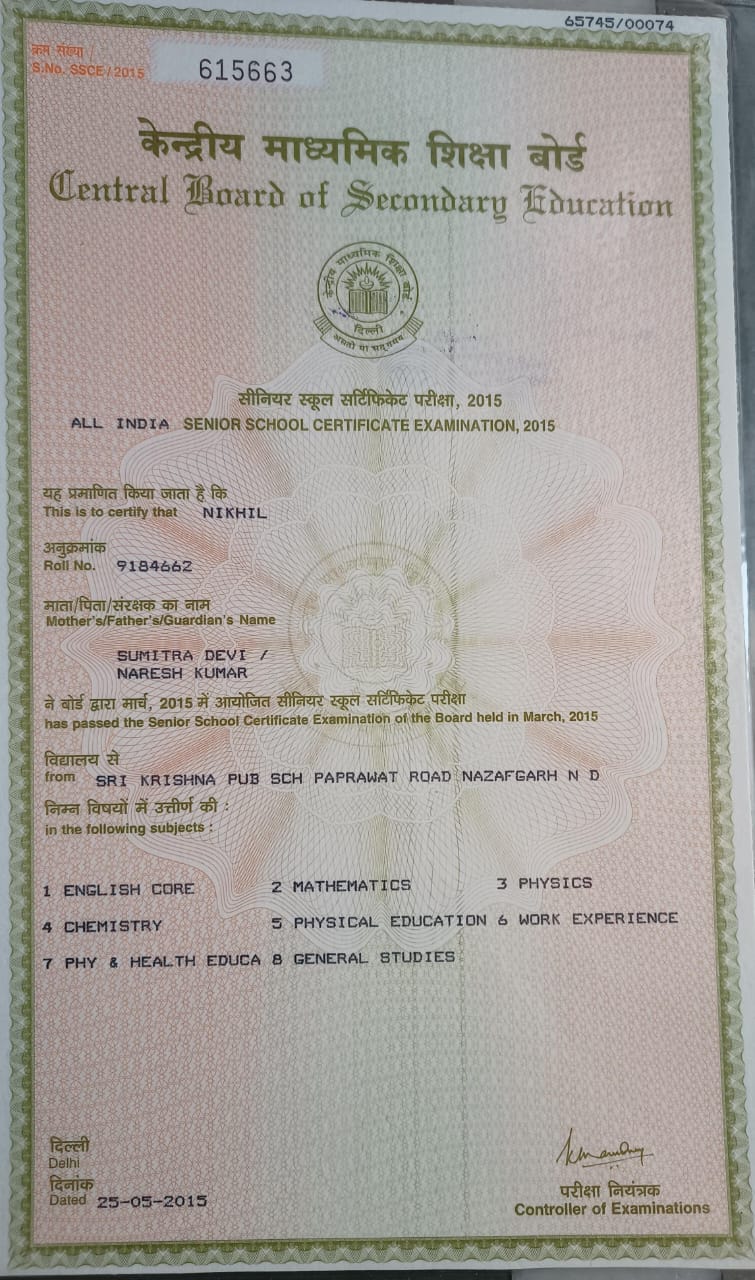 65745/00074
क्रम संख्या /
S.No. SSCE / 2015 615663
केन्द्रीय माध्यमिक शिक्षा बोर्ड
Central Board of Secondary Education
केन्द्रीय माध्यमिक शिक्षा बोर्ड
दिल्ली
असतो मा सद्गमय
सीनियर स्कूल सर्टिफिकेट परीक्षा, 2015
ALL INDIA SENIOR SCHOOL CERTIFICATE EXAMINATION, 2015
यह प्रमाणित किया जाता है कि
This is to certify that NIKHIL
अनुक्रमांक
Roll No. 9184662
माता/पिता/संरक्षक का नाम
Mother's/Father's/Guardian's Name
SUMITRA DEVI /
NARESH KUMAR
ने बोर्ड द्वारा मार्च, 2015 में आयोजित सीनियर स्कूल सर्टिफिकेट परीक्षा
has passed the Senior School Certificate Examination of the Board held in March, 2015
विद्यालय से
from SRI KRISHNA PUB SCH PAPRAWAT ROAD NAZAFGARH N D
निम्न विषयों में उत्तीर्ण की :
in the following subjects :
1 ENGLISH CORE 2 MATHEMATICS 3 PHYSICS
4 CHEMISTRY 5 PHYSICAL EDUCATION 6 WORK EXPERIENCE
7 PHY & HEALTH EDUCA 8 GENERAL STUDIES
दिल्ली
Delhi
दिनांक
Dated 25-05-2015
परीक्षा नियंत्रक
Controller of Examinations